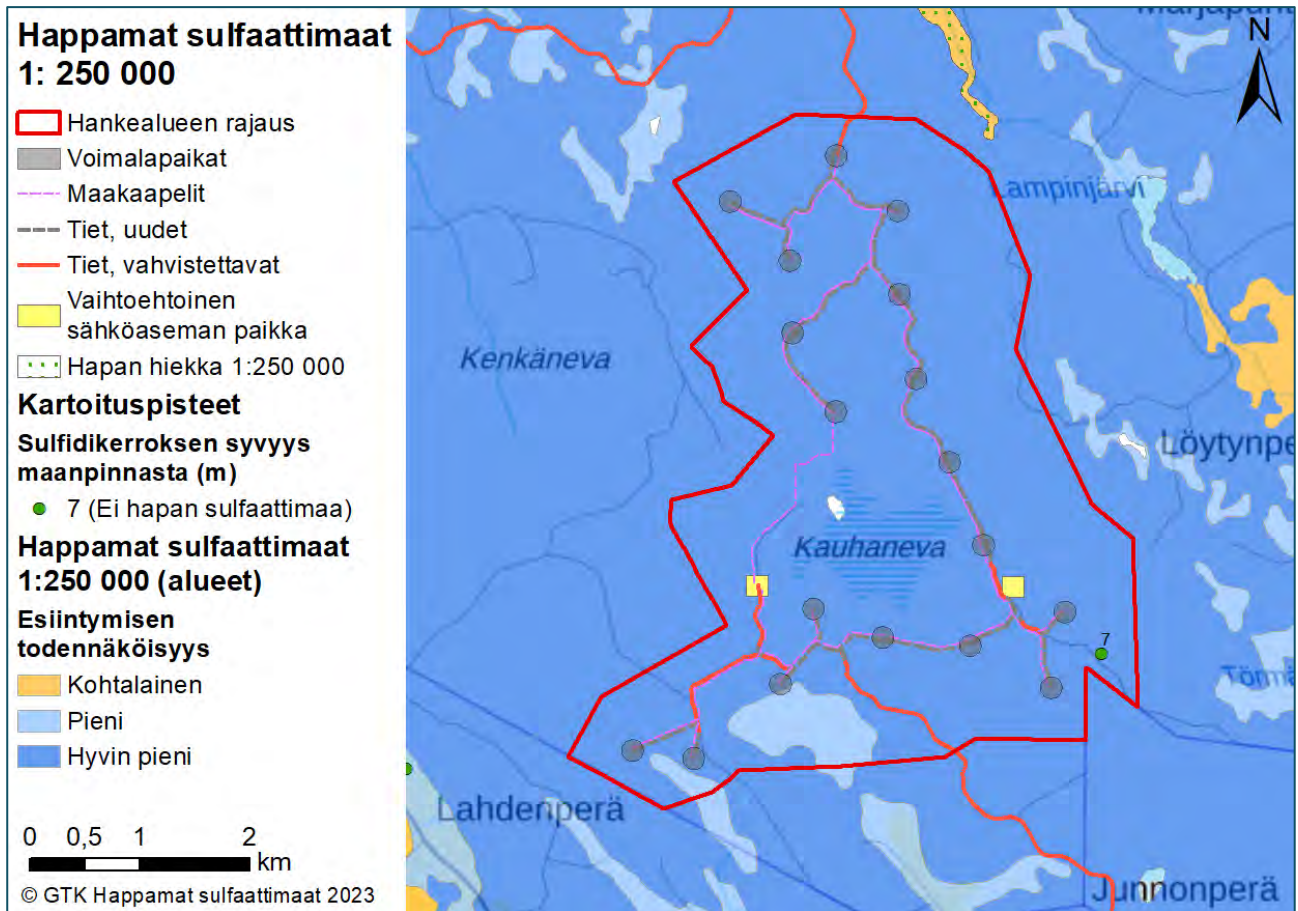 Happamat sulfaattimaat
1: 250 000
Hankealueen rajaus
Voimalapaikat
Maakaapelit
Tiet, uudet
Tiet, vahvistettavat
Vaihtoehtoinen
sähköaseman paikka
Hapan hiekka 1:250 000
Kartoituspisteet
Sulfidikerroksen syvyys
maanpinnasta (m)
7 (Ei hapan sulfaattimaa)
Happamat sulfaattimaat
1:250 000 (alueet)
Esiintymisen
todennäköisyys
Kohtalainen
Pieni
Hyvin pieni
0 0,5 1 2
km
© GTK Happamat sulfaattimaat 2023
N
Lampinjärvi
Kenkäneva
Löytynpe
Kauhaneva
7
Lahdenperä
Junnonperä